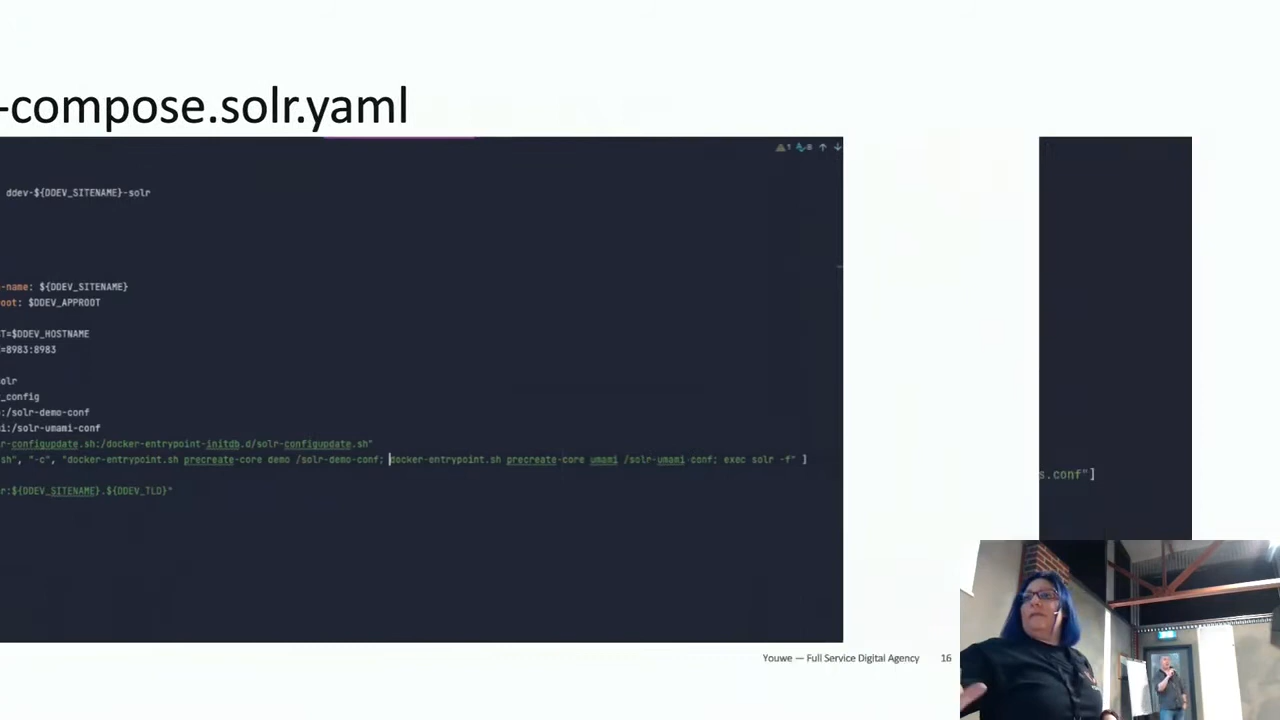 -compose.solr.yaml
ddev-${DDEV_SITENAME}-solr
-name: ${DDEV_SITENAME}
oot: $DDEV_APPROOT
T=$DDEV_HOSTNAME
=8983:8983
solr
_config
:/solr-demo-conf
i:/solr-umami-conf
r-configupdate.sh:/docker-entrypoint-initdb.d/solr-configupdate.sh"
sh", "-c", "docker-entrypoint.sh precreate-core demo /solr-demo-conf; docker-entrypoint.sh precreate-core umami /solr-umami-conf; exec solr -f" ]
s.conf"]
r:${DDEV_SITENAME}.${DDEV_TLD}"
Youwe — Full Service Digital Agency 16